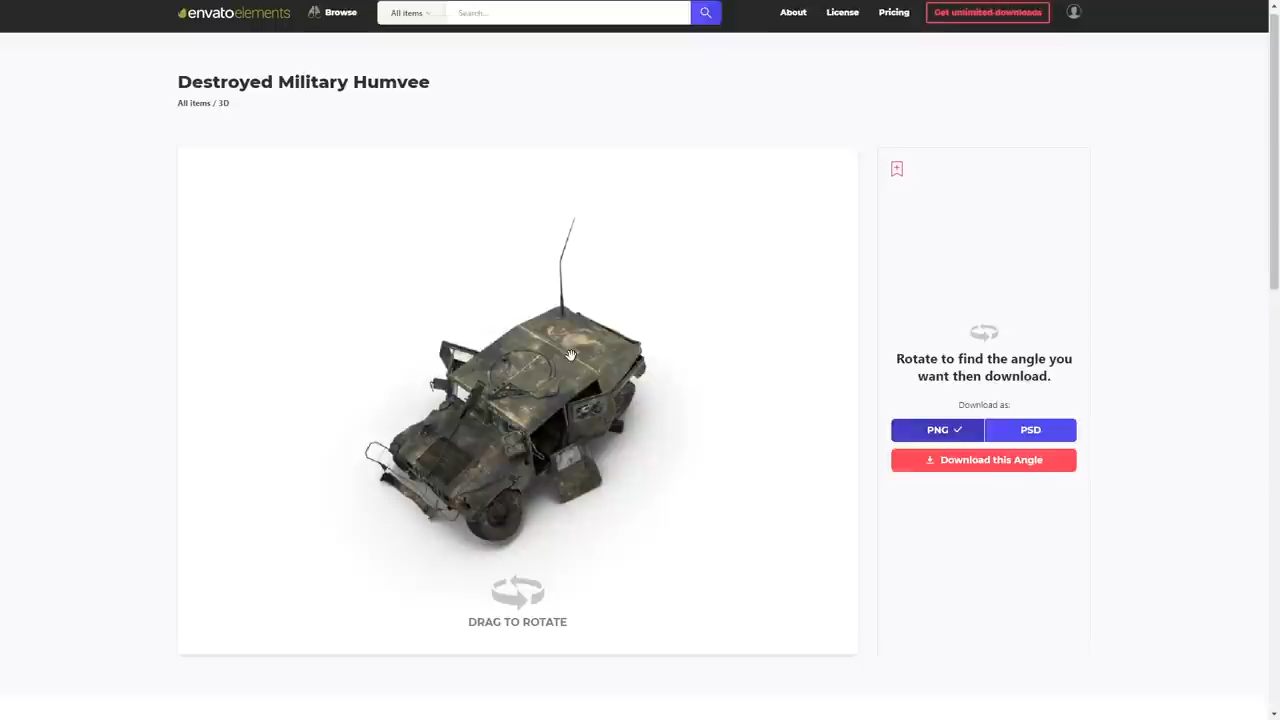 envatoelements Browse All items Search... About License Pricing Get unlimited downloads
Destroyed Military Humvee
All items / 3D
Rotate to find the angle you
want then download.
Download as:
PNG PSD
Download this Angle
DRAG TO ROTATE